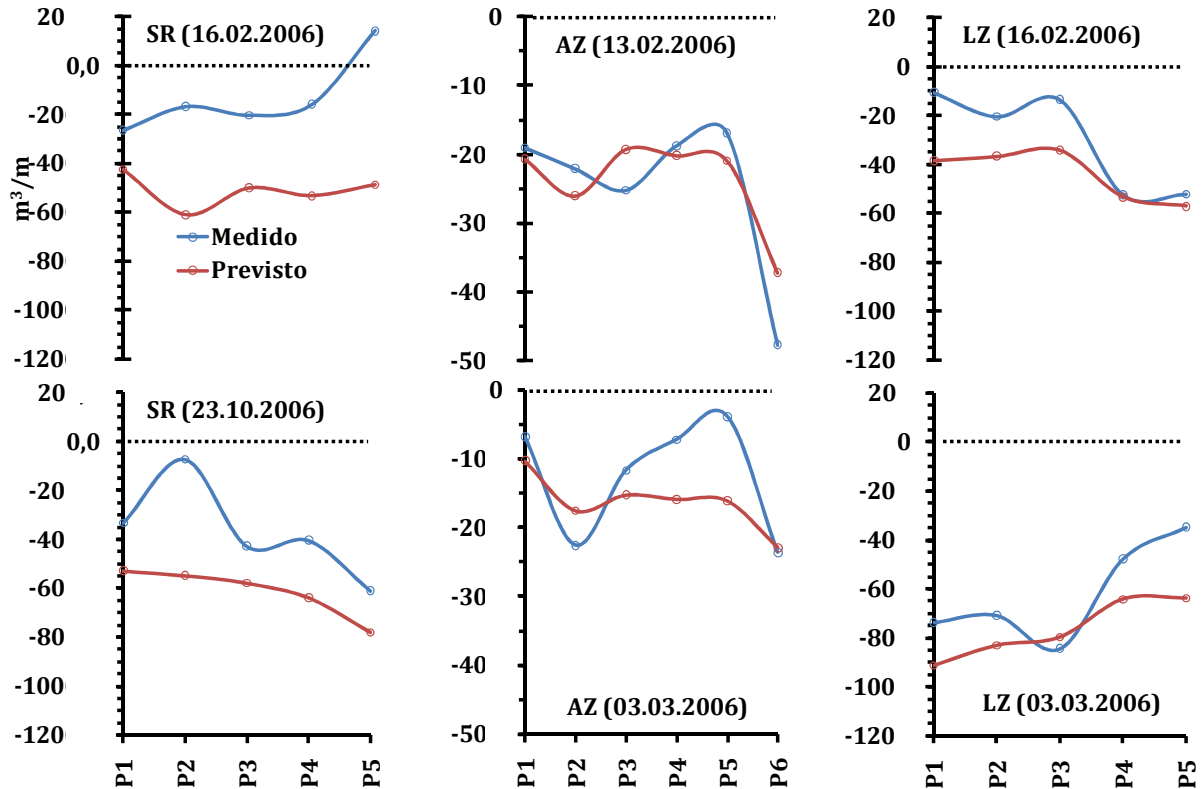 m³/m
SR (16.02.2006)
20
0,0
-20
-40
-60
-80
-100
-120
Medido
Previsto
AZ (13.02.2006)
0
-10
-20
-30
-40
-50
LZ (16.02.2006)
20
0
-20
-40
-60
-80
-100
-120
SR (23.10.2006)
20
0,0
-20
-40
-60
-80
-100
-120
P1
P2
P3
P4
P5
0
-10
-20
-30
-40
-50
AZ (03.03.2006)
P1
P2
P3
P4
P5
P6
20
0
-20
-40
-60
-80
-100
-120
LZ (03.03.2006)
P1
P2
P3
P4
P5